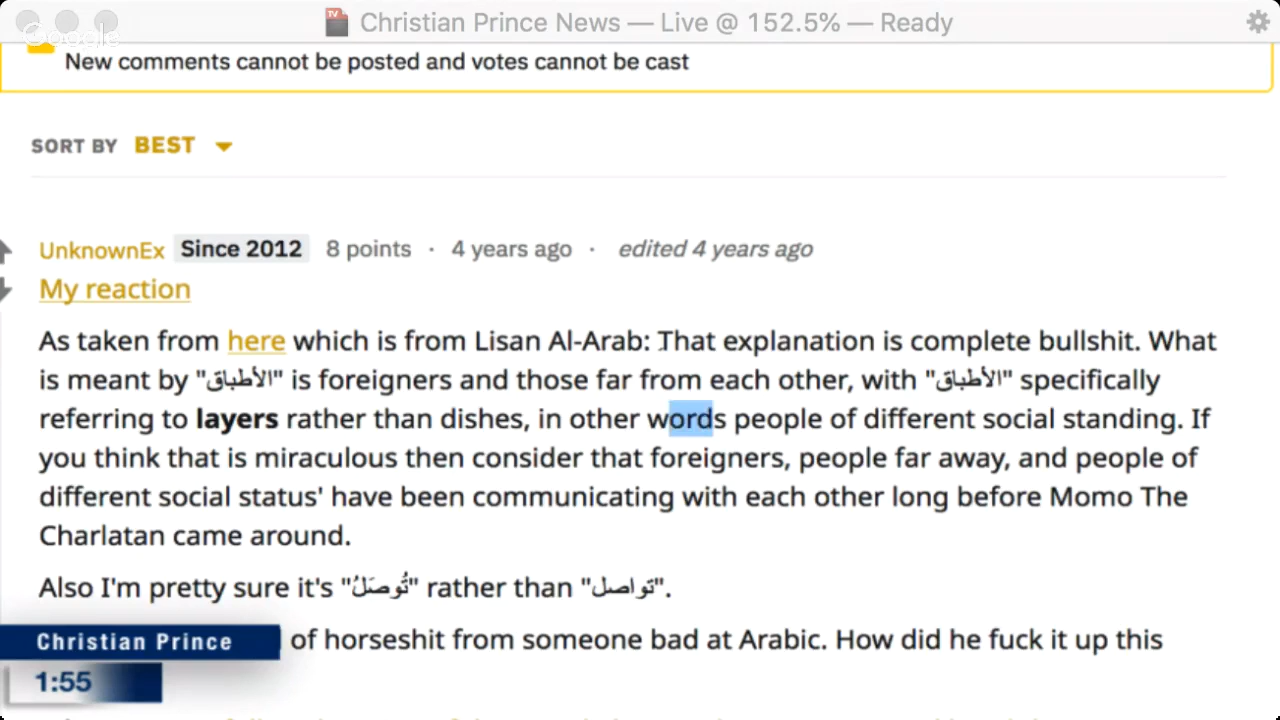 Christian Prince News — Live @ 152.5% — Ready
Google
New comments cannot be posted and votes cannot be cast
SORT BY BEST
UnknownEx Since 2012 8 points · 4 years ago · edited 4 years ago
My reaction
As taken from here which is from Lisan Al-Arab: That explanation is complete bullshit. What
is meant by "الأطباق" is foreigners and those far from each other, with "الأطباق" specifically
referring to layers rather than dishes, in other words people of different social standing. If
you think that is miraculous then consider that foreigners, people far away, and people of
different social status' have been communicating with each other long before Momo The
Charlatan came around.
Also I'm pretty sure it's "تُوصَلُ" rather than "تواصل".
of horseshit from someone bad at Arabic. How did he fuck it up this
Christian Prince
1:55